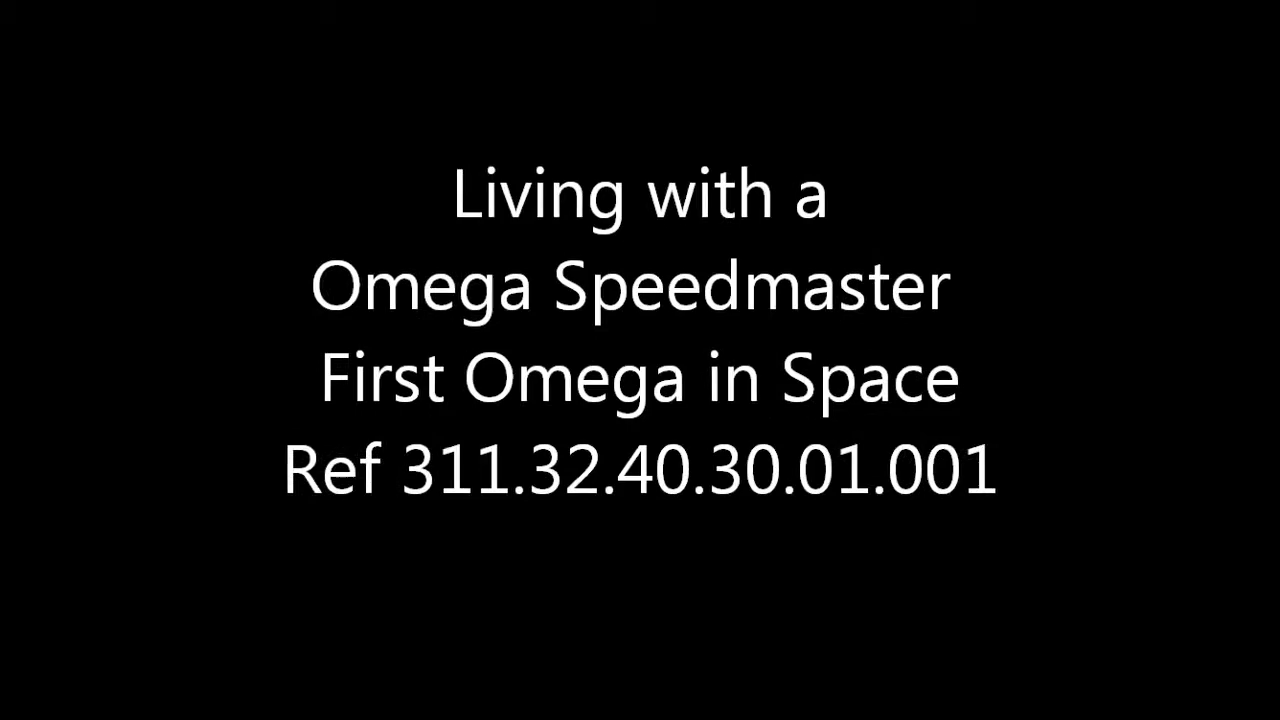 Living with a
Omega Speedmaster
First Omega in Space
Ref 311.32.40.30.01.001